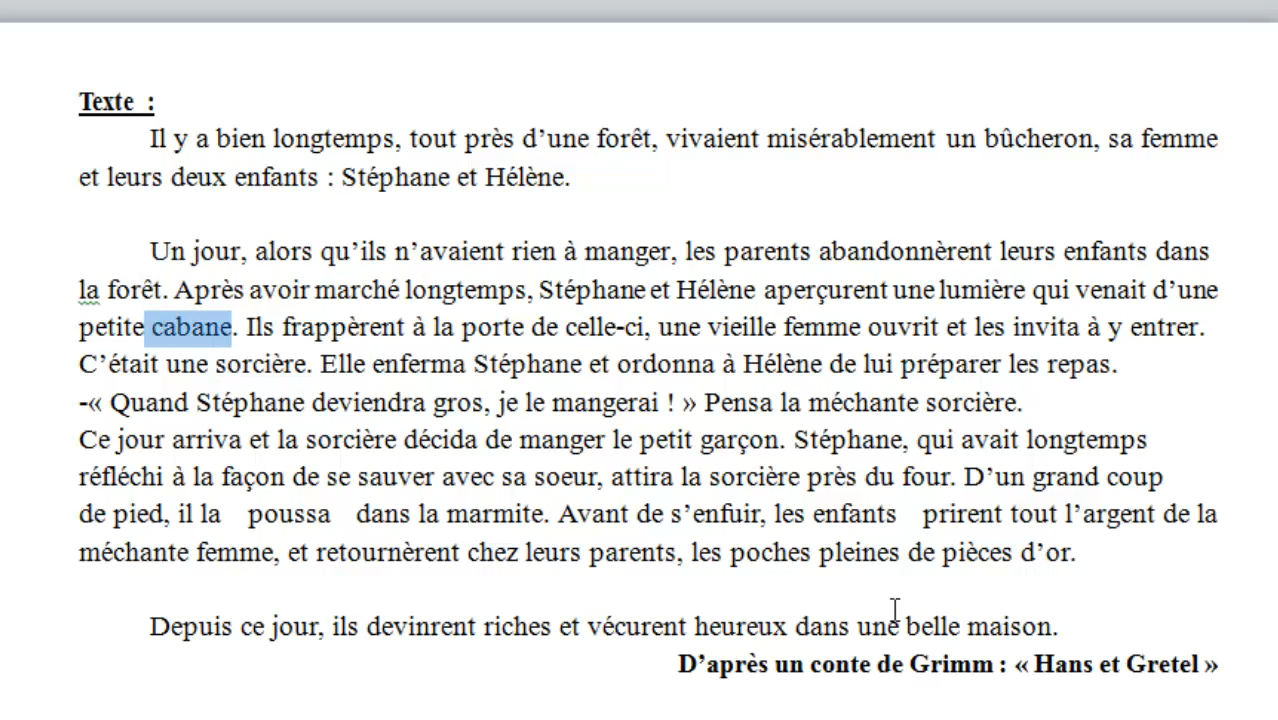 Texte :
Il y a bien longtemps, tout près d’une forêt, vivaient misérablement un bûcheron, sa femme
et leurs deux enfants : Stéphane et Hélène.
Un jour, alors qu’ils n’avaient rien à manger, les parents abandonnèrent leurs enfants dans
la forêt. Après avoir marché longtemps, Stéphane et Hélène aperçurent une lumière qui venait d’une
petite cabane. Ils frappèrent à la porte de celle-ci, une vieille femme ouvrit et les invita à y entrer.
C’était une sorcière. Elle enferma Stéphane et ordonna à Hélène de lui préparer les repas.
-« Quand Stéphane deviendra gros, je le mangerai ! » Pensa la méchante sorcière.
Ce jour arriva et la sorcière décida de manger le petit garçon. Stéphane, qui avait longtemps
réfléchi à la façon de se sauver avec sa soeur, attira la sorcière près du four. D’un grand coup
de pied, il la poussa dans la marmite. Avant de s’enfuir, les enfants prirent tout l’argent de la
méchante femme, et retournèrent chez leurs parents, les poches pleines de pièces d’or.
Depuis ce jour, ils devinrent riches et vécurent heureux dans une belle maison.
D’après un conte de Grimm : « Hans et Gretel »